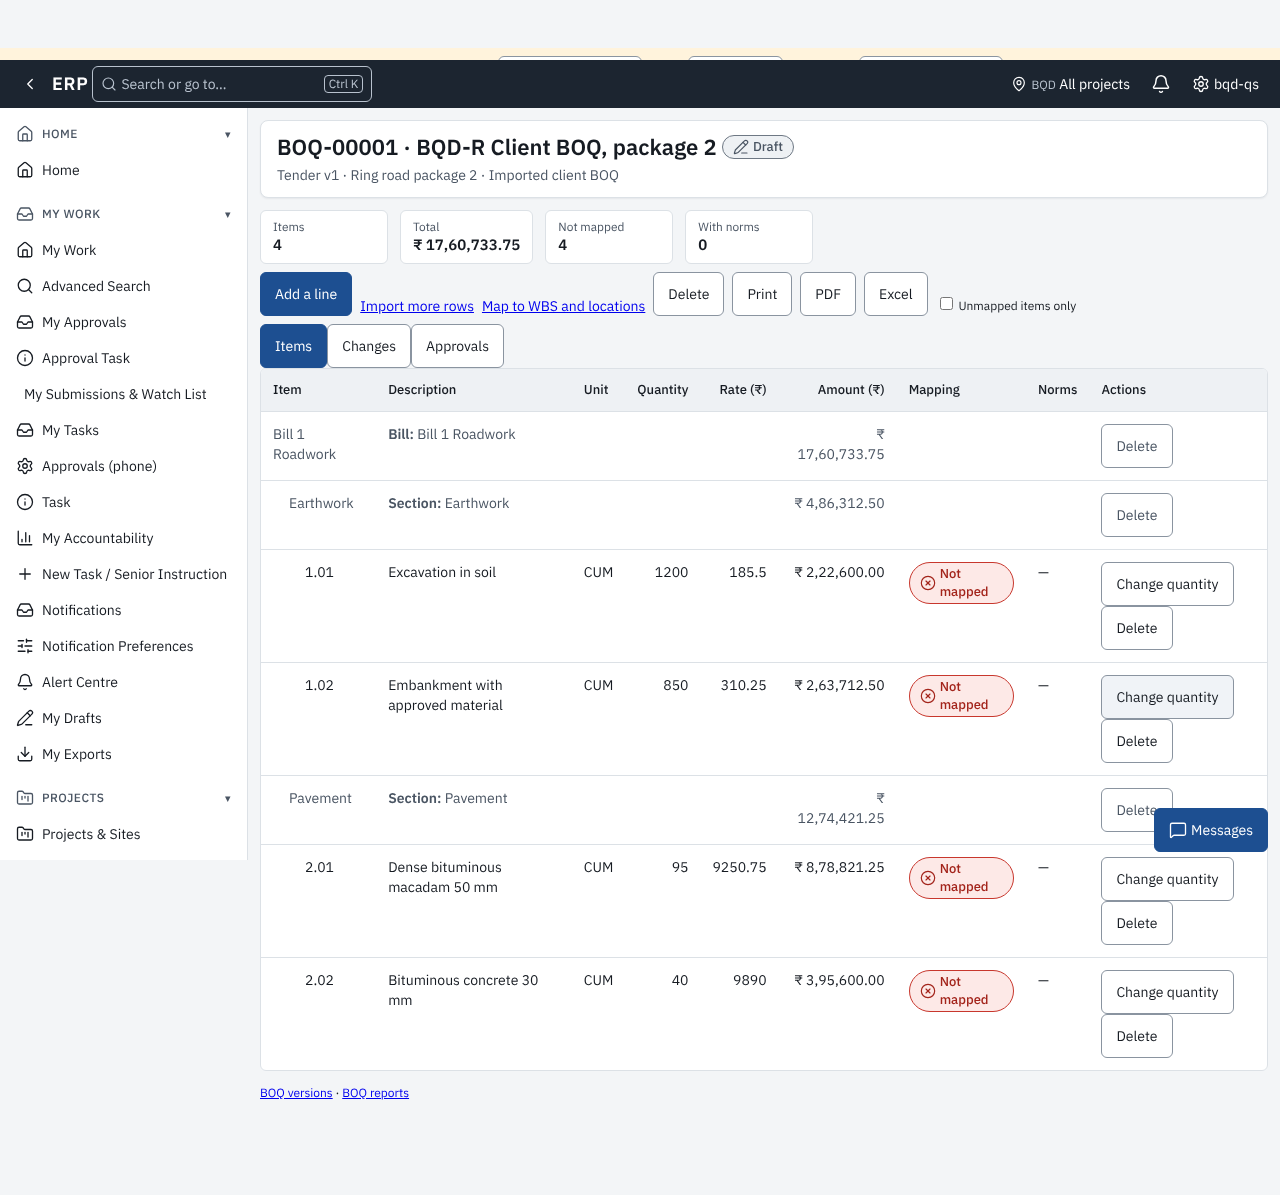 ERP
Search or go to...
Ctrl K
BQD All projects
bqd-qs
HOME
Home
MY WORK
My Work
Advanced Search
My Approvals
Approval Task
My Submissions & Watch List
My Tasks
Approvals (phone)
Task
My Accountability
New Task / Senior Instruction
Notifications
Notification Preferences
Alert Centre
My Drafts
My Exports
PROJECTS
Projects & Sites
BOQ-00001 · BQD-R Client BOQ, package 2
Draft
Tender v1 · Ring road package 2 · Imported client BOQ
Items
4
Total
₹ 17,60,733.75
Not mapped
4
With norms
0
Add a line
Import more rows
Map to WBS and locations
Delete
Print
PDF
Excel
Unmapped items only
Items
Changes
Approvals
Item Description Unit Quantity Rate (₹) Amount (₹) Mapping Norms Actions
Bill 1
Roadwork
Bill: Bill 1 Roadwork
₹
17,60,733.75
Delete
Earthwork
Section: Earthwork
₹ 4,86,312.50
Delete
1.01
Excavation in soil
CUM
1200
185.5
₹ 2,22,600.00
Not
mapped
—
Change quantity
Delete
1.02
Embankment with
approved material
CUM
850
310.25
₹ 2,63,712.50
Not
mapped
—
Change quantity
Delete
Pavement
Section: Pavement
₹
12,74,421.25
Delete
Messages
2.01
Dense bituminous
macadam 50 mm
CUM
95
9250.75
₹ 8,78,821.25
Not
mapped
—
Change quantity
Delete
2.02
Bituminous concrete 30
mm
CUM
40
9890
₹ 3,95,600.00
Not
mapped
—
Change quantity
Delete
BOQ versions · BOQ reports